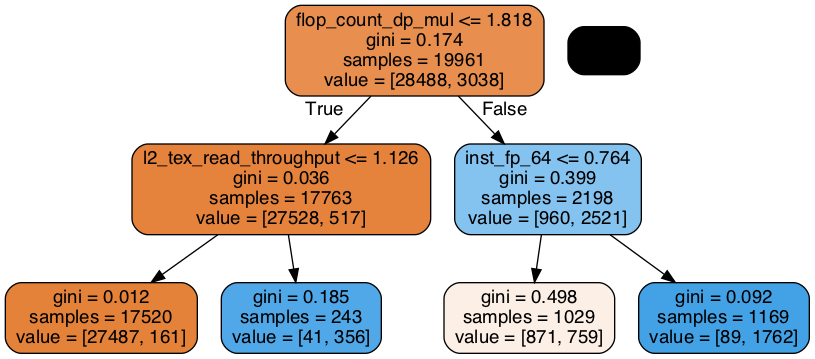 flop_count_dp_mul <= 1.818
gini = 0.174
samples = 19961
value = [28488, 3038]
True
False
l2_tex_read_throughput <= 1.126
gini = 0.036
samples = 17763
value = [27528, 517]
inst_fp_64 <= 0.764
gini = 0.399
samples = 2198
value = [960, 2521]
gini = 0.012
samples = 17520
value = [27487, 161]
gini = 0.185
samples = 243
value = [41, 356]
gini = 0.498
samples = 1029
value = [871, 759]
gini = 0.092
samples = 1169
value = [89, 1762]